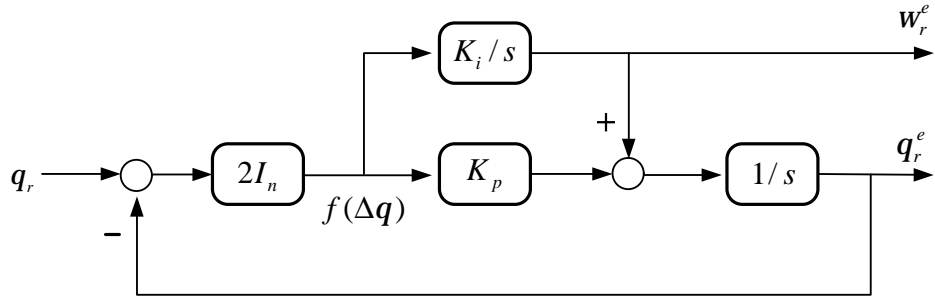 w_r^e
K_i / s
+
q_r^e
q_r
2I_n
K_p
1/ s
f(Δq)
−